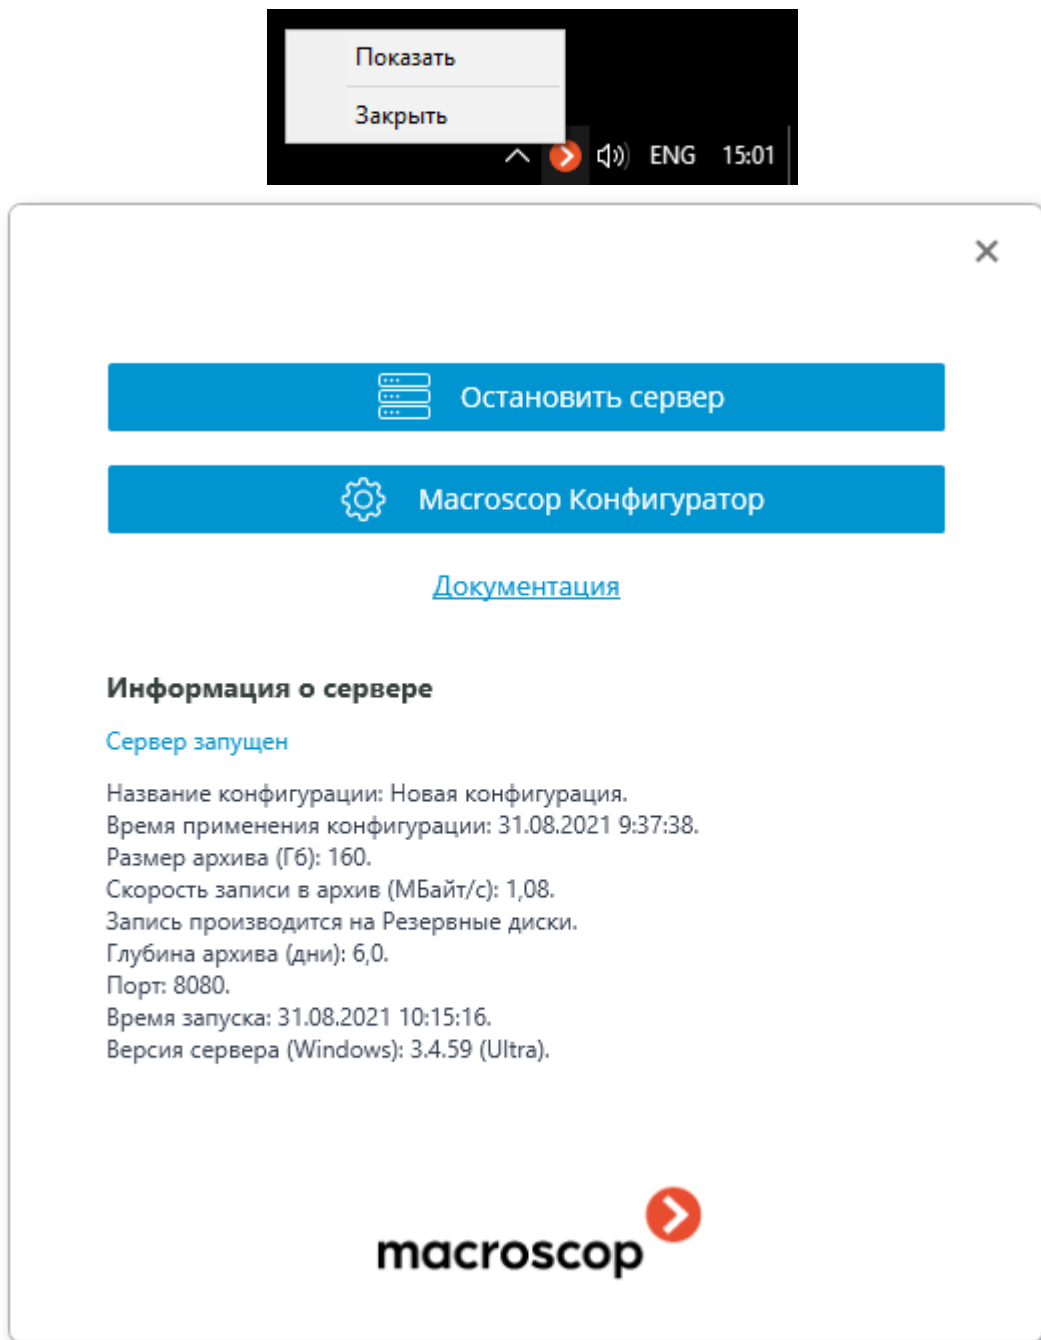 Показать
Закрыть
ENG 15:01
Остановить сервер
Macroscop Конфигуратор
Документация
Информация о сервере
Сервер запущен
Название конфигурации: Новая конфигурация.
Время применения конфигурации: 31.08.2021 9:37:38.
Размер архива (Гб): 160.
Скорость записи в архив (МБайт/с): 1,08.
Запись производится на Резервные диски.
Глубина архива (дни): 6,0.
Порт: 8080.
Время запуска: 31.08.2021 10:15:16.
Версия сервера (Windows): 3.4.59 (Ultra).
macroscop